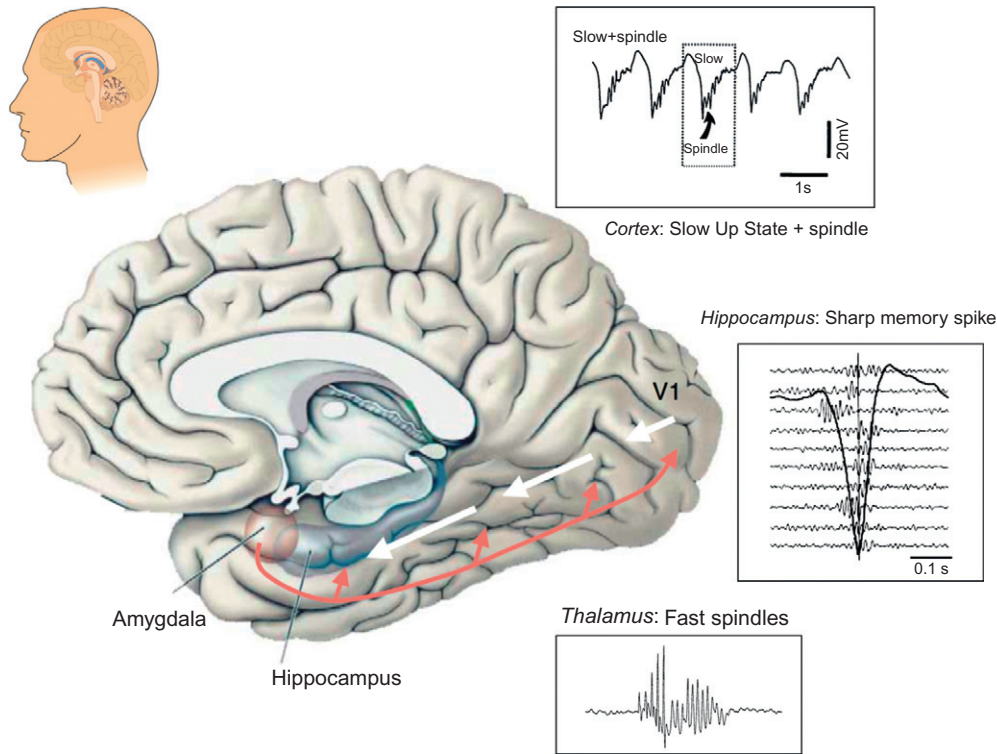 Slow+spindle
Slow
Spindle
20mV
1s
Cortex: Slow Up State + spindle
Hippocampus: Sharp memory spike
V1
0.1 s
Amygdala
Hippocampus
Thalamus: Fast spindles